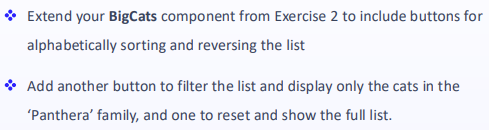 ❖ Extend your BigCats component from Exercise 2 to include buttons for
alphabetically sorting and reversing the list
❖ Add another button to filter the list and display only the cats in the
‘Panthera’ family, and one to reset and show the full list.